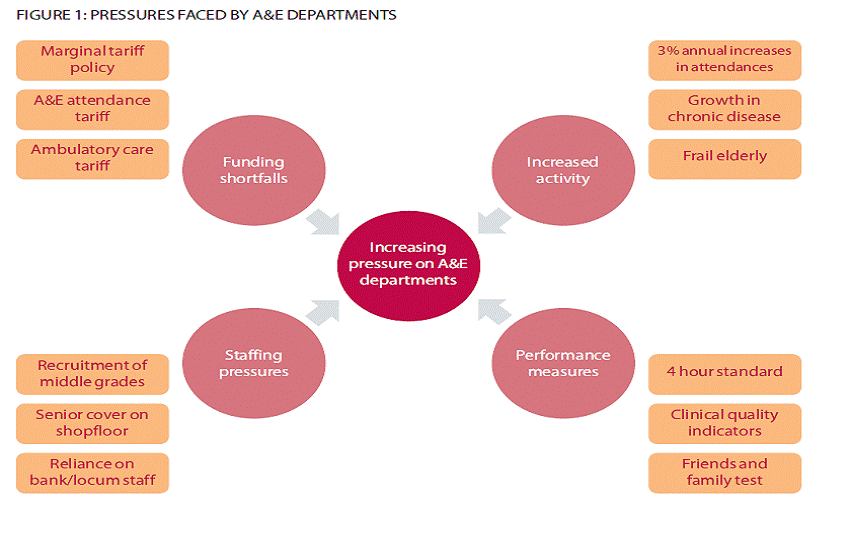 FIGURE 1: PRESSURES FACED BY A&E DEPARTMENTS
Marginal tariff
policy
A&E attendance
tariff
Ambulatory care
tariff
Funding
shortfalls
3% annual increases
in attendances
Growth in
chronic disease
Frail elderly
Increased
activity
Increasing
pressure on A&E
departments
Staffing
pressures
Recruitment of
middle grades
Senior cover on
shopfloor
Reliance on
bank/locum staff
Performance
measures
4 hour standard
Clinical quality
indicators
Friends and
family test